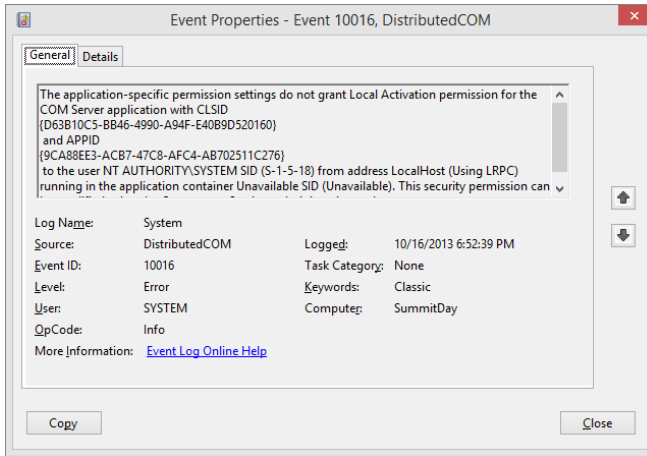 Event Properties - Event 10016, DistributedCOM
General Details
The application-specific permission settings do not grant Local Activation permission for the
COM Server application with CLSID
{D63B10C5-BB46-4990-A94F-E40B9D520160}
and APPID
{9CA88EE3-ACB7-47C8-AFC4-AB702511C276}
to the user NT AUTHORITY\SYSTEM SID (S-1-5-18) from address LocalHost (Using LRPC)
running in the application container Unavailable SID (Unavailable). This security permission can
Log Name: System
Source: DistributedCOM Logged: 10/16/2013 6:52:39 PM
Event ID: 10016 Task Category: None
Level: Error Keywords: Classic
User: SYSTEM Computer: SummitDay
OpCode: Info
More Information: Event Log Online Help
Copy Close